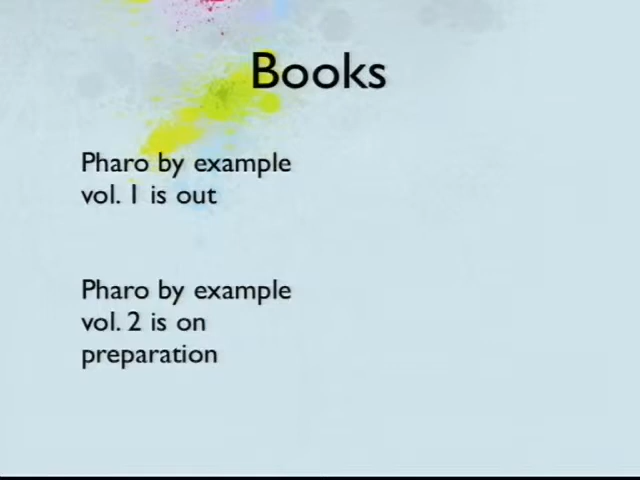 Books
Pharo by example
vol. 1 is out
Pharo by example
vol. 2 is on
preparation